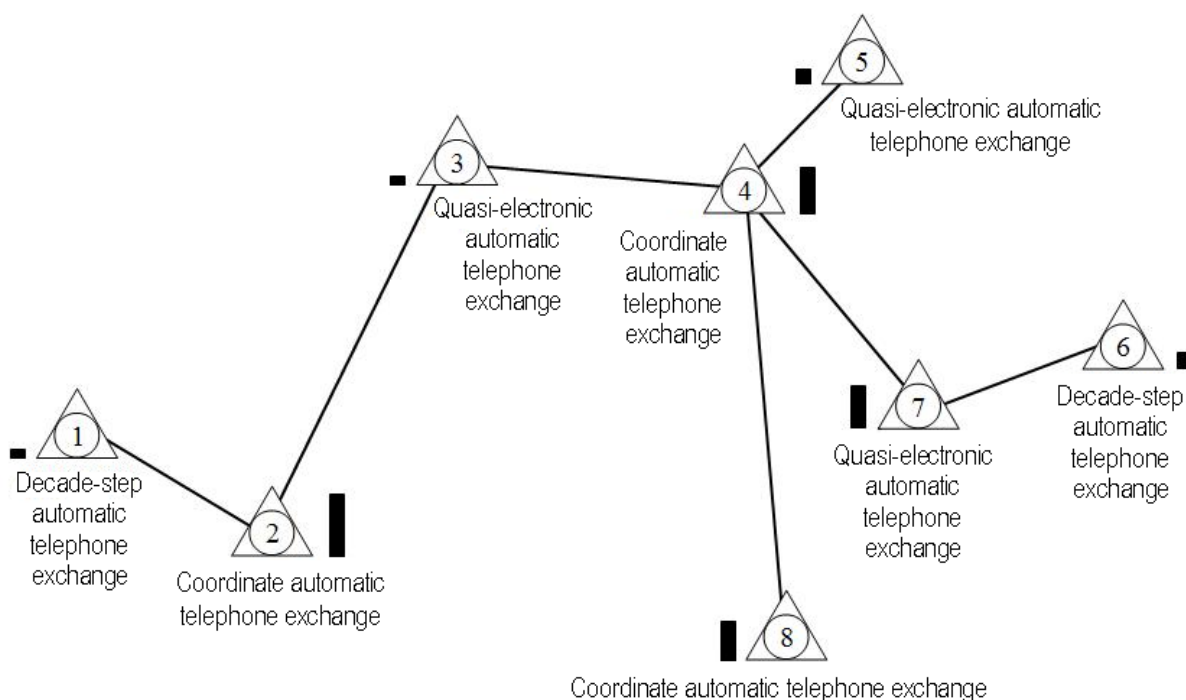 5
Quasi-electronic automatic
telephone exchange
3
Quasi-electronic
automatic
telephone
exchange
4
Coordinate
automatic
telephone
exchange
6
Decade-step
automatic
telephone
exchange
7
Quasi-electronic
automatic
telephone
exchange
1
Decade-step
automatic
telephone
exchange
2
Coordinate automatic
telephone exchange
8
Coordinate automatic telephone exchange